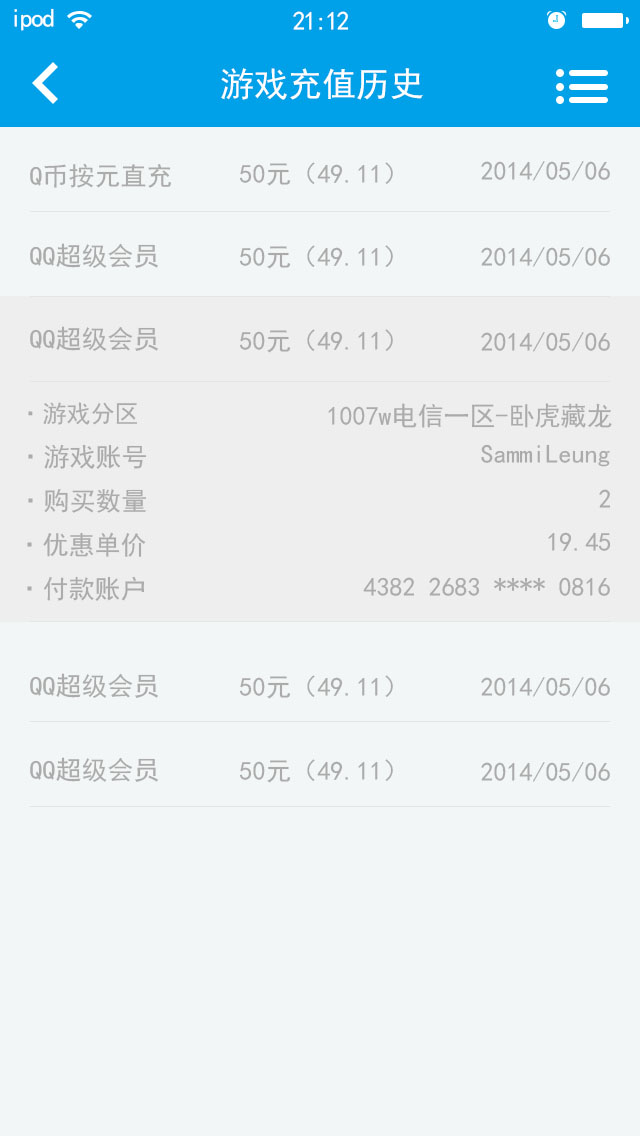 ipod 21:12
游戏充值历史
Q币按元直充 50元（49.11） 2014/05/06
QQ超级会员 50元（49.11） 2014/05/06
QQ超级会员 50元（49.11） 2014/05/06
·游戏分区 1007w电信一区-卧虎藏龙
·游戏账号 SammiLeung
·购买数量 2
·优惠单价 19.45
·付款账户 4382 2683 **** 0816
QQ超级会员 50元（49.11） 2014/05/06
QQ超级会员 50元（49.11） 2014/05/06